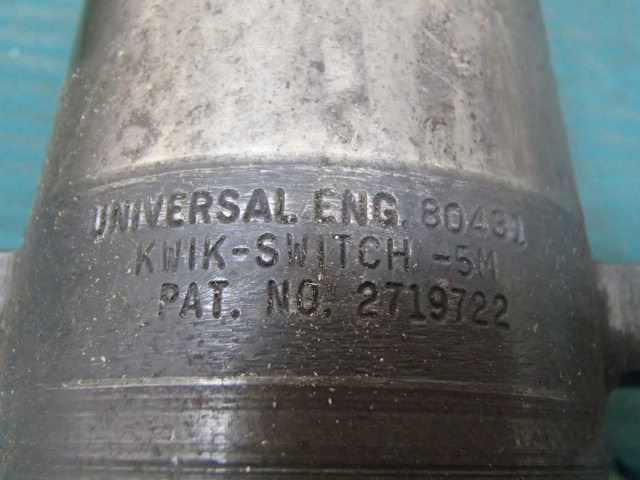 UNIVERSAL ENG. 80431
KWIK-SWITCH -5M
PAT. NO. 2719722